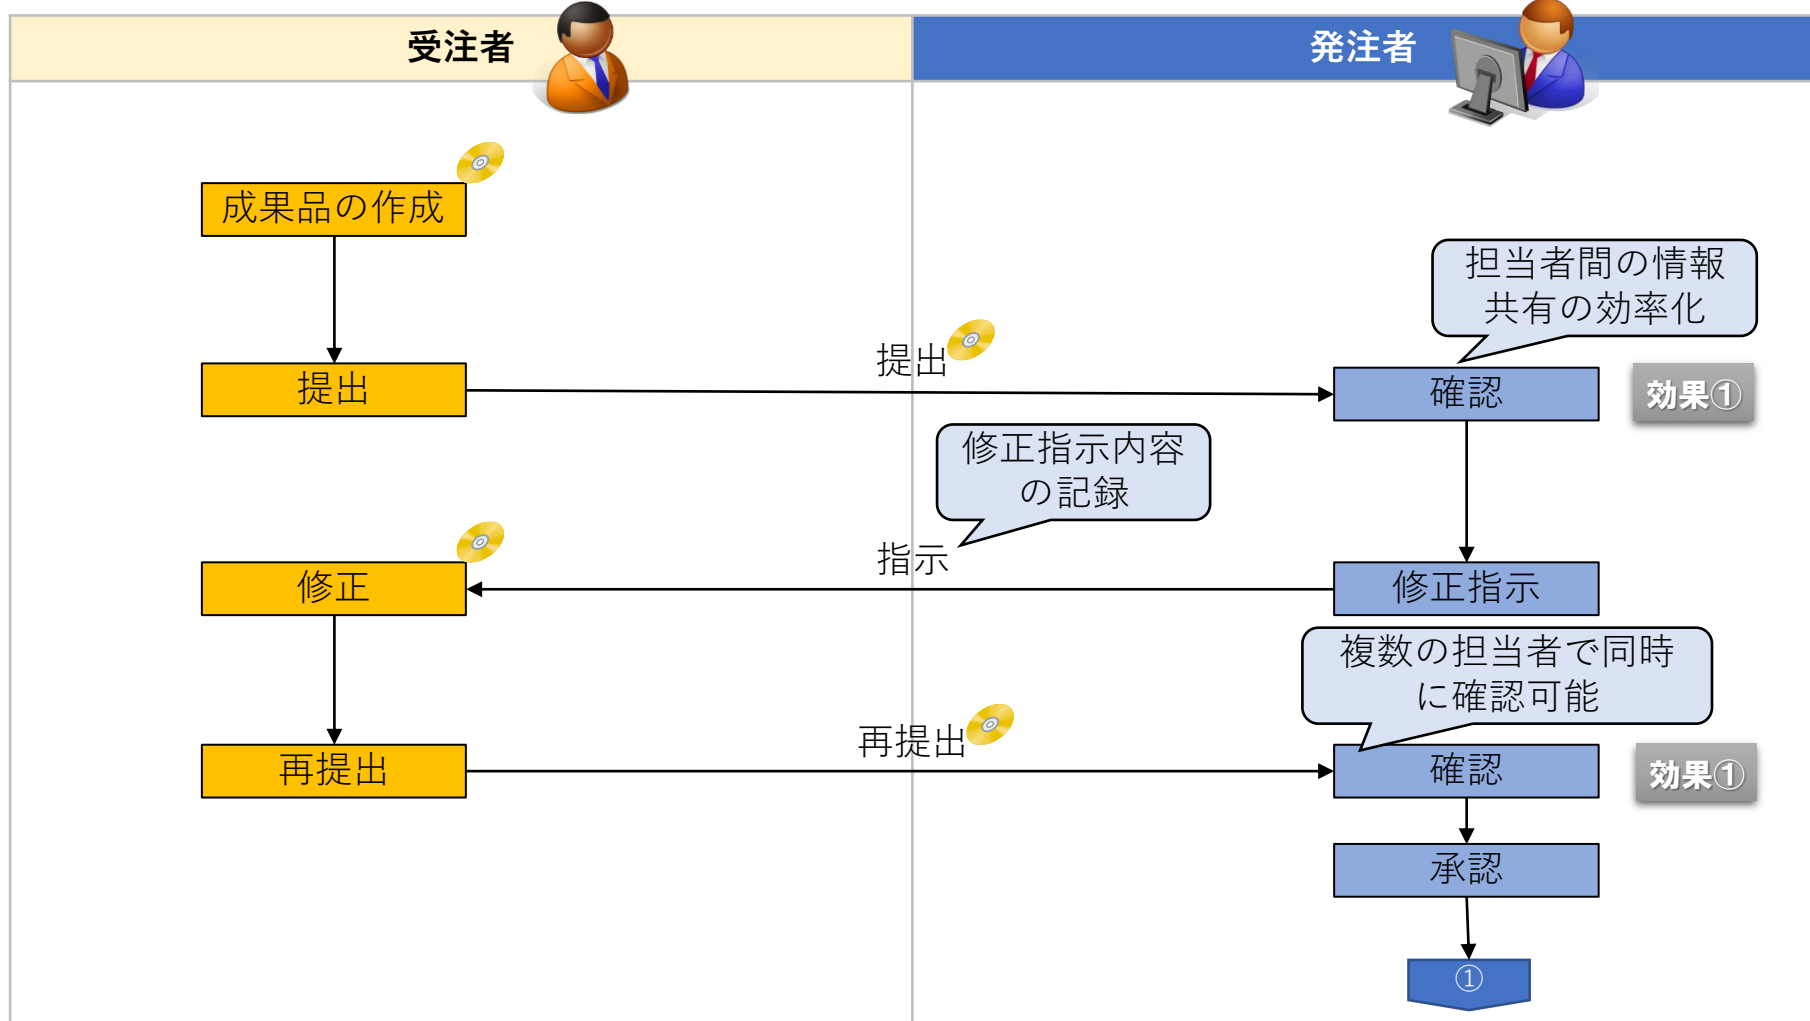 受注者
発注者
成果品の作成
担当者間の情報
共有の効率化
提出
提出
確認
効果①
修正指示内容
の記録
指示
修正
修正指示
複数の担当者で同時
に確認可能
再提出
再提出
確認
効果①
承認
①